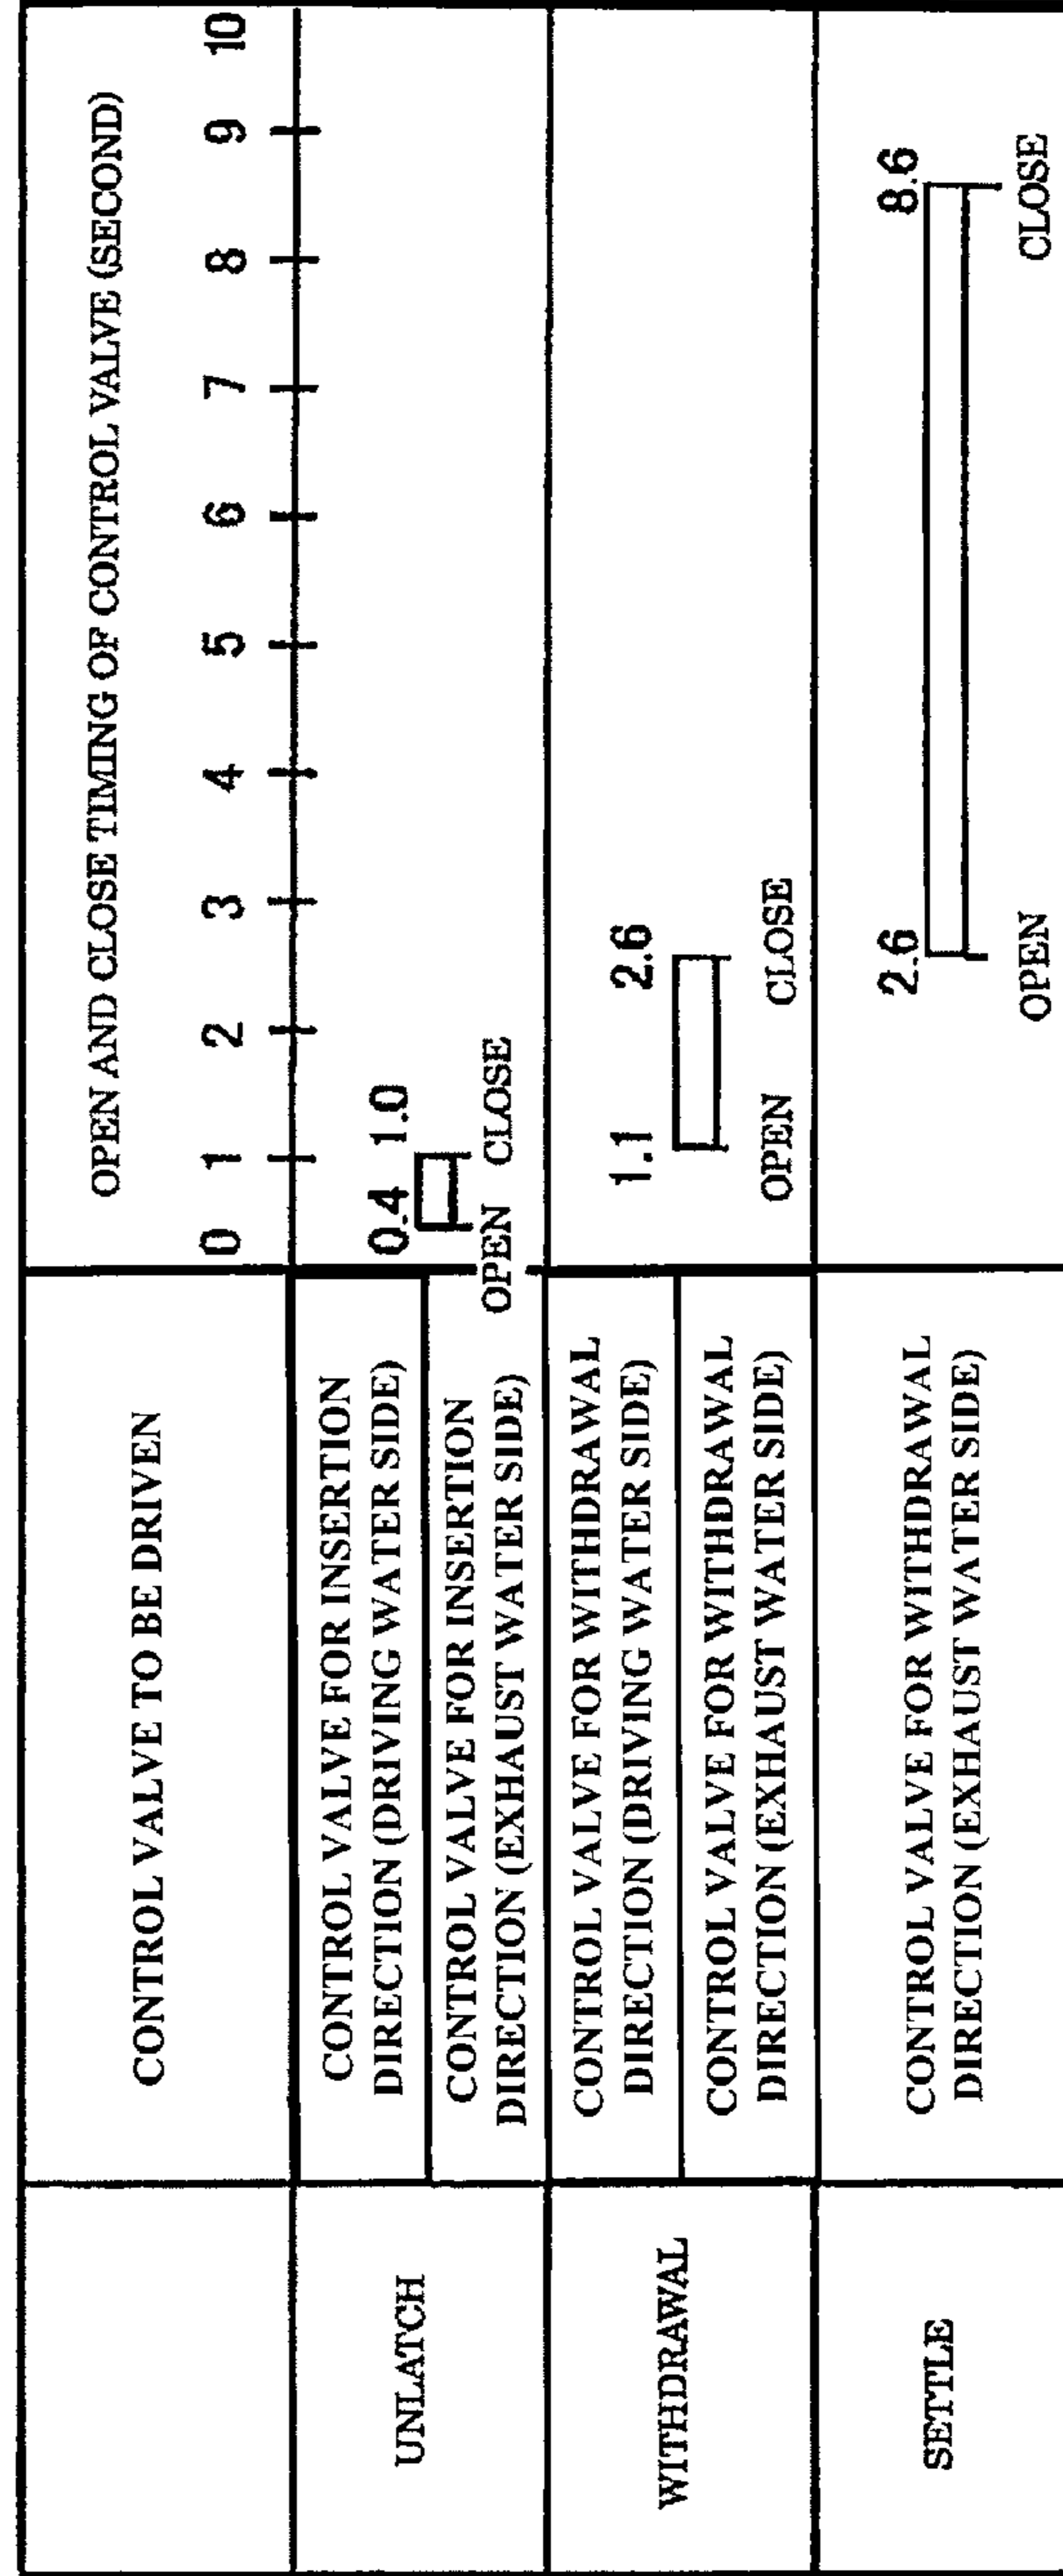 CONTROL VALVE TO BE DRIVEN
OPEN AND CLOSE TIMING OF CONTROL VALVE (SECOND)
0 1 2 3 4 5 6 7 8 9 10
UNLATCH
CONTROL VALVE FOR INSERTION
DIRECTION (DRIVING WATER SIDE)
CONTROL VALVE FOR INSERTION
DIRECTION (EXHAUST WATER SIDE)
0.4 1.0
OPEN CLOSE
WITHDRAWAL
CONTROL VALVE FOR WITHDRAWAL
DIRECTION (DRIVING WATER SIDE)
CONTROL VALVE FOR WITHDRAWAL
DIRECTION (EXHAUST WATER SIDE)
1.1 2.6
OPEN CLOSE
SETTLE
CONTROL VALVE FOR WITHDRAWAL
DIRECTION (EXHAUST WATER SIDE)
2.6 8.6
OPEN CLOSE